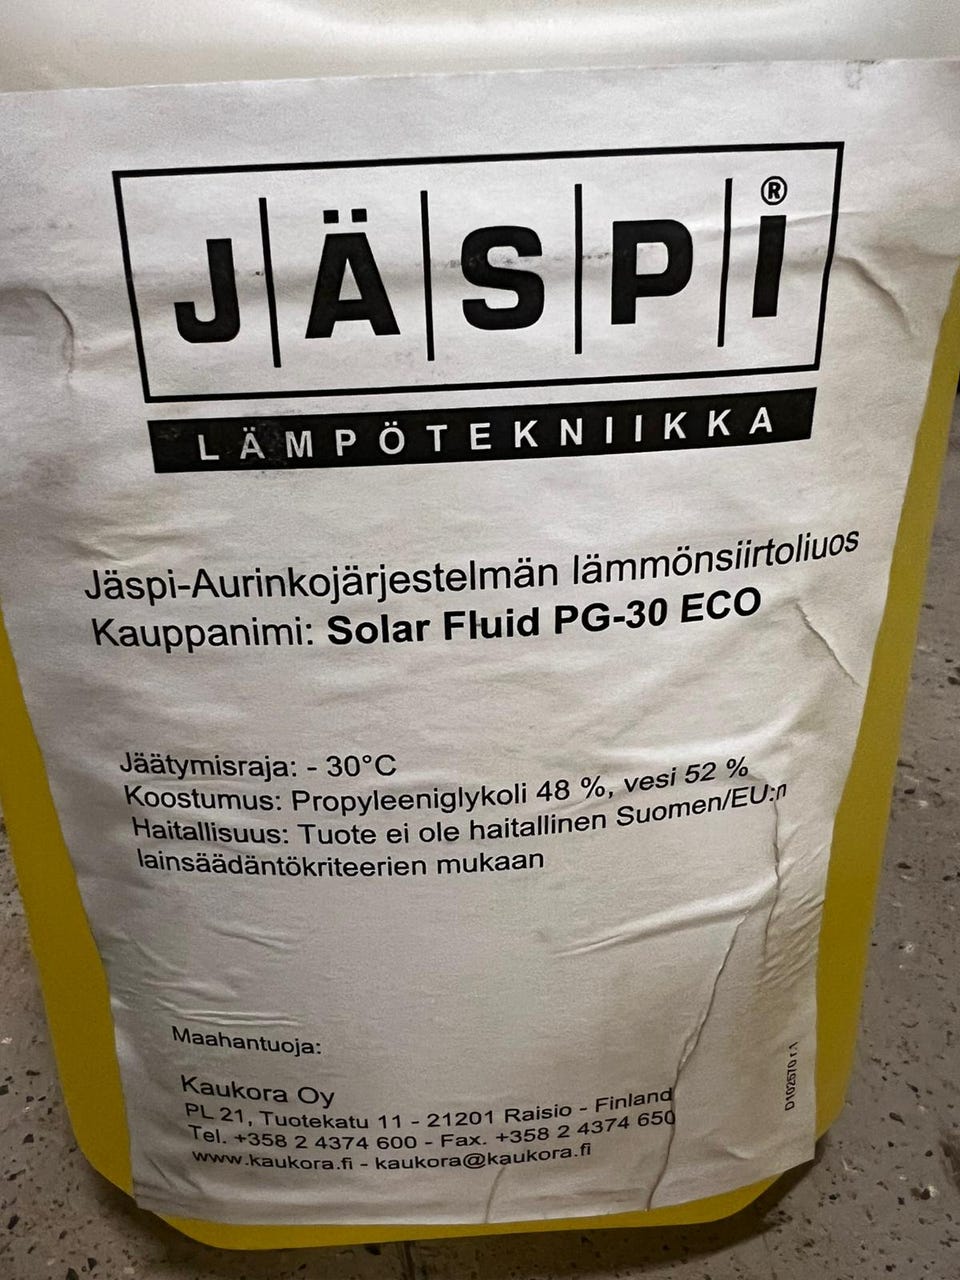 JÄSPI®
LÄMPÖTEKNIIKKA
Jäspi-Aurinkojärjestelmän lämmönsiirtoliuos
Kauppanimi: Solar Fluid PG-30 ECO
Jäätymisraja: - 30°C
Koostumus: Propyleeniglykoli 48 %, vesi 52 %
Haitallisuus: Tuote ei ole haitallinen Suomen/EU:n
lainsäädäntökriteerien mukaan
Maahantuoja:
Kaukora Oy
PL 21, Tuotekatu 11 - 21201 Raisio - Finland
Tel. +358 2 4374 600 - Fax. +358 2 4374 650
www.kaukora.fi - kaukora@kaukora.fi
D102570 r.1